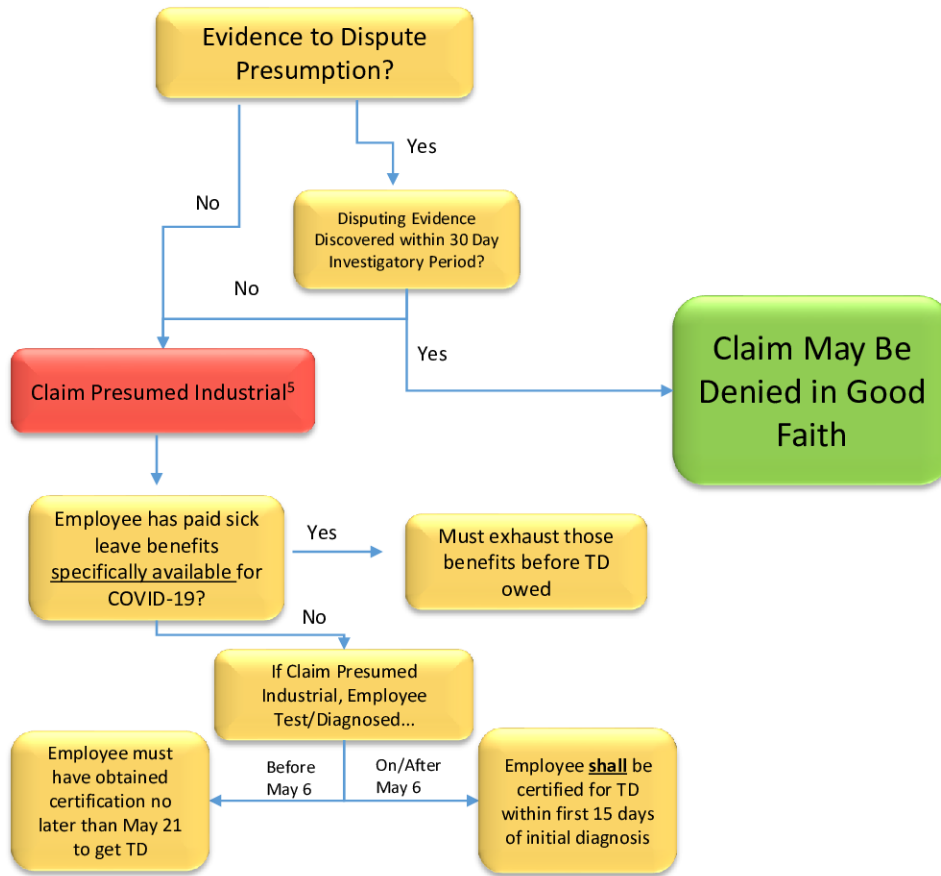 Evidence to Dispute
Presumption?
Yes
No
Disputing Evidence
Discovered within 30 Day
Investigatory Period?
No
Yes
Claim May Be
Denied in Good
Faith
Claim Presumed Industrial5
Employee has paid sick
leave benefits
specifically available for
COVID-19?
Yes
Must exhaust those
benefits before TD
owed
No
If Claim Presumed
Industrial, Employee
Test/Diagnosed...
Before
May 6
On/After
May 6
Employee must
have obtained
certification no
later than May 21
to get TD
Employee shall be
certified for TD
within first 15 days
of initial diagnosis